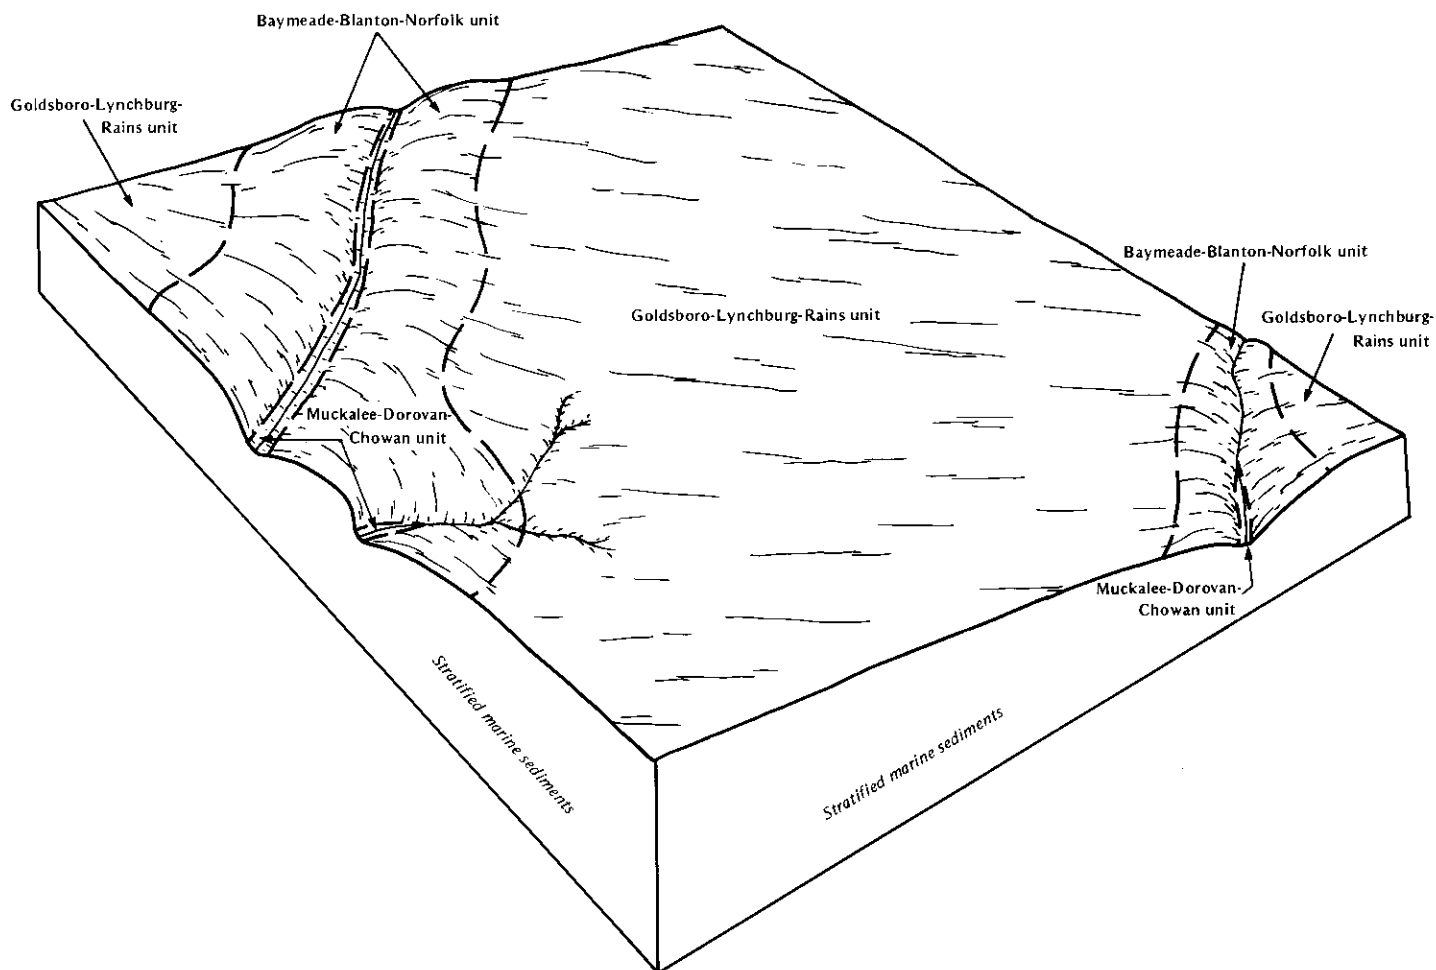 Baymeade-Blanton-Norfolk unit
Goldsboro-Lynchburg-
Rains unit
Baymeade-Blanton-Norfolk unit
Goldsboro-Lynchburg-Rains unit
Goldsboro-Lynchburg-
Rains unit
Muckalee-Dorovan-
Chowan unit
Muckalee-Dorovan-
Chowan unit
Stratified marine sediments
Stratified marine sediments